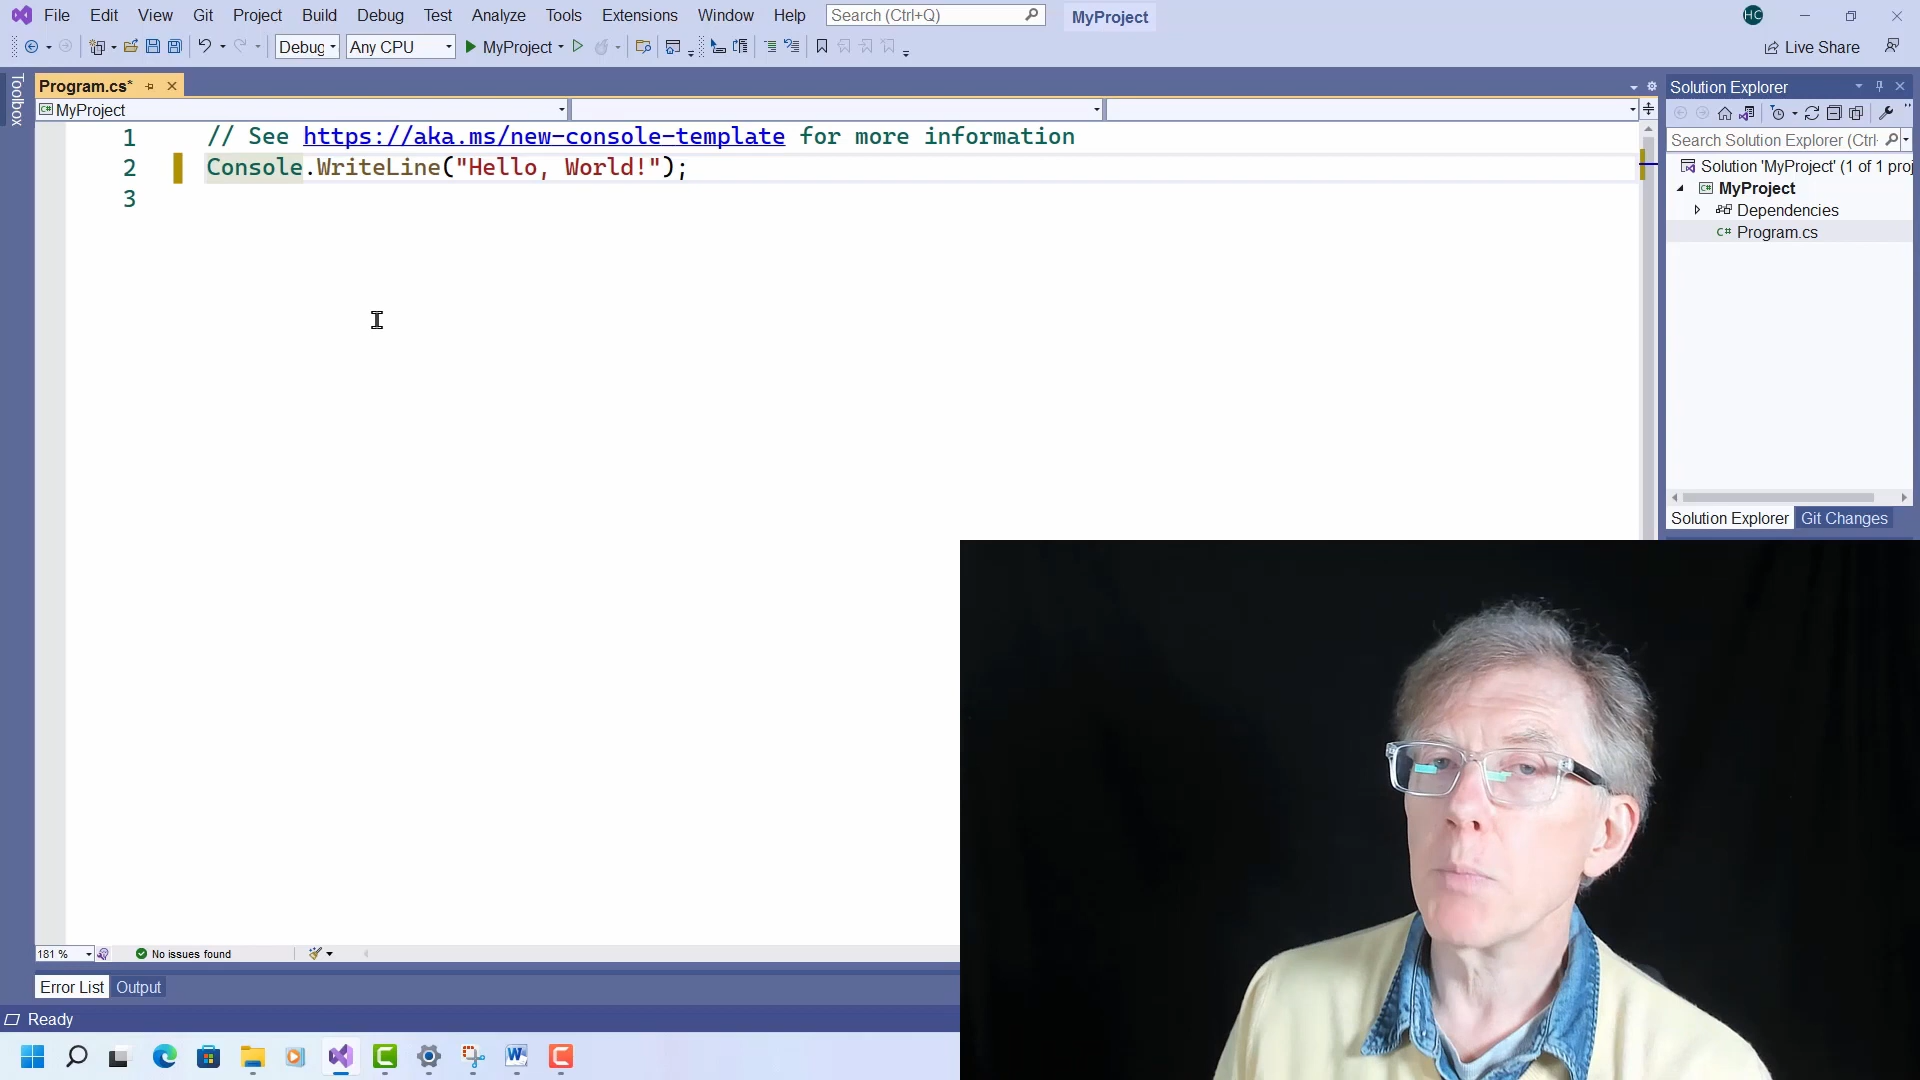 File Edit View Git Project Build Debug Test Analyze Tools Extensions Window Help Search (Ctrl+Q) MyProject HC
Debug Any CPU MyProject Live Share
Toolbox
Program.cs*
MyProject
1 // See https://aka.ms/new-console-template for more information
2 Console.WriteLine("Hello, World!");
3
Solution Explorer
Search Solution Explorer (Ctrl
Solution 'MyProject' (1 of 1 proj
MyProject
Dependencies
C# Program.cs
Solution Explorer Git Changes
181 % No issues found
Error List Output
Ready